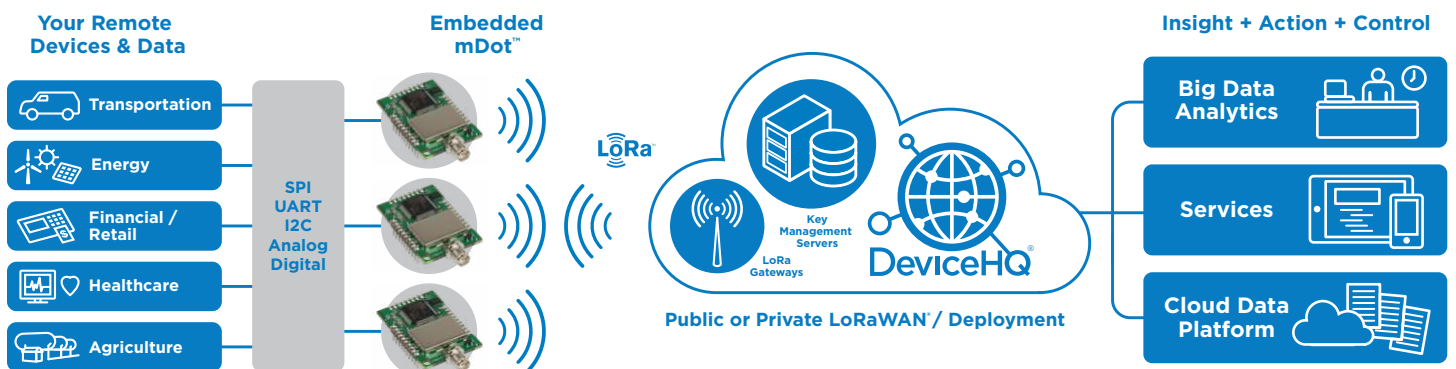 Your Remote
Devices & Data
Transportation
Energy
Financial /
Retail
Healthcare
Agriculture
SPI
UART
I2C
Analog
Digital
Embedded
mDot™
LoRa™
LoRa
Gateways
Key
Management
Servers
DeviceHQ®
Public or Private LoRaWAN®/ Deployment
Insight + Action + Control
Big Data
Analytics
Services
Cloud Data
Platform